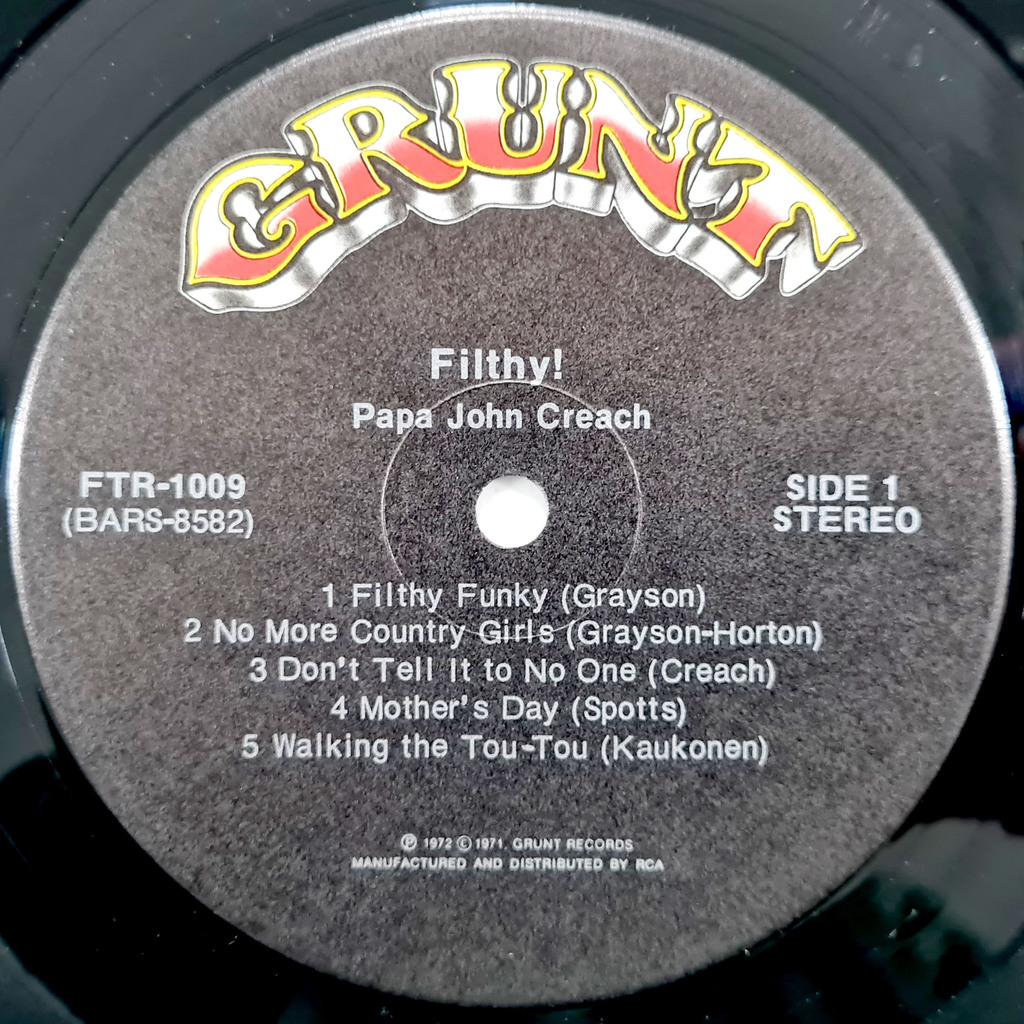 GRUNT
Filthy!
Papa John Creach
FTR-1009
(BARS-8582)
SIDE 1
STEREO
1 Filthy Funky (Grayson)
2 No More Country Girls (Grayson-Horton)
3 Don't Tell It to No One (Creach)
4 Mother's Day (Spotts)
5 Walking the Tou-Tou (Kaukonen)
℗ 1972 © 1971, GRUNT RECORDS
MANUFACTURED AND DISTRIBUTED BY RCA